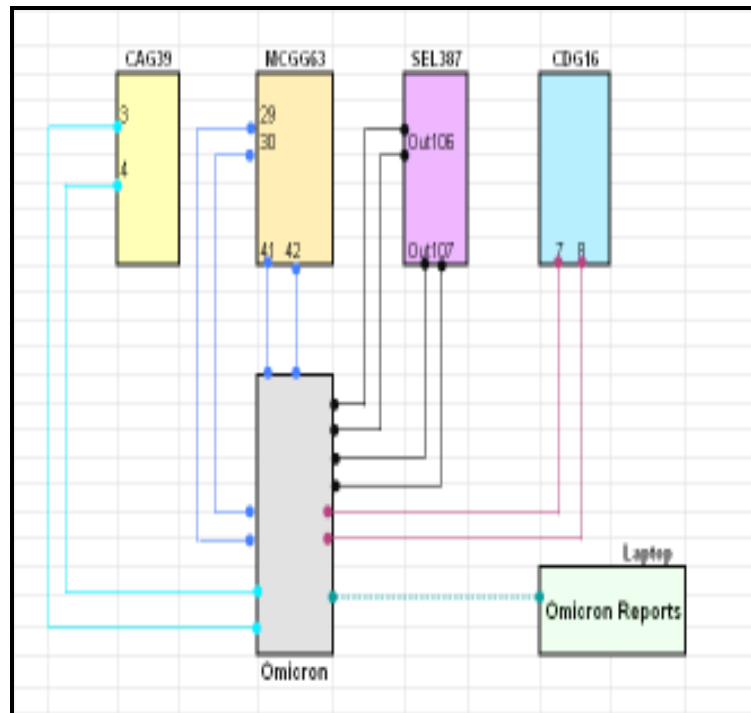 CAG39 MCGG63 SEL387 CDG16
3 29
30 Out106
4
41 42 Out107 7 8
Laptop
Omicron Reports
Omicron